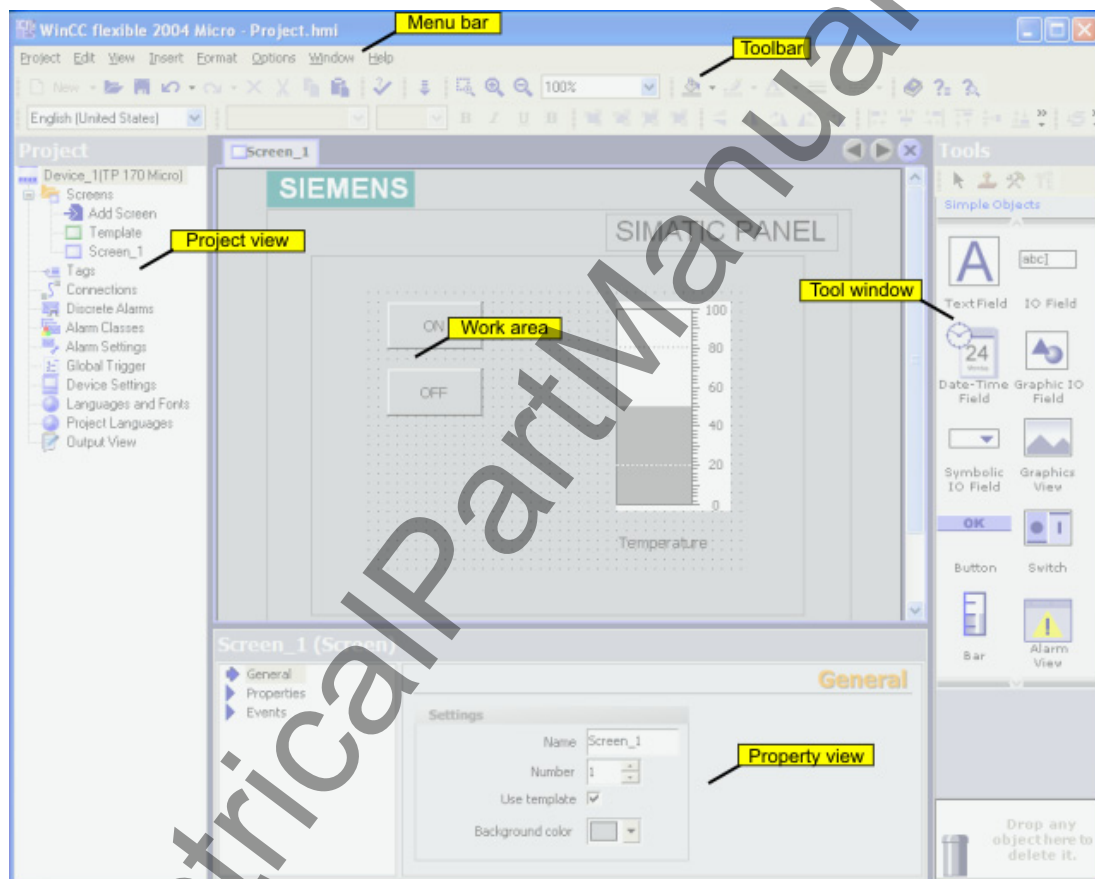 WinCC flexible 2004 Micro - Project.hmi
Menu bar
Project Edit View Insert Format Options Window Help
Toolbar
New
100%
English (United States)
B I U
Project
Screen_1
Tools
Device_1(TP 170 Micro)
Screens
Add Screen
Template
Screen_1
Project view
Tags
Connections
Discrete Alarms
Alarm Classes
Alarm Settings
Global Trigger
Device Settings
Languages and Fonts
Project Languages
Output View
SIEMENS
SIMATIC PANEL
ON
OFF
Work area
100
80
60
40
20
0
Temperature
Simple Objects
Tool window
A
abc
TextField
IO Field
24
Date-Time Field
Graphic IO Field
Symbolic IO Field
Graphics View
OK
Button
Switch
Bar
Alarm View
Screen_1 (Screen)
General
Properties
Events
General
Settings
Name Screen_1
Number 1
Use template
Background color
Property view
Drop any
object here to
delete it.
ctricalPartManual